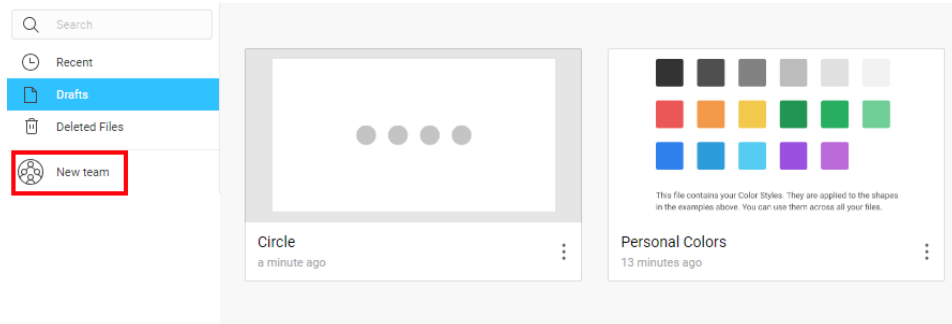 Search
Recent
Drafts
Deleted Files
New team
Circle
a minute ago
This file contains your Color Styles. They are applied to the shapes
in the examples above. You can use them across all your files.
Personal Colors
13 minutes ago